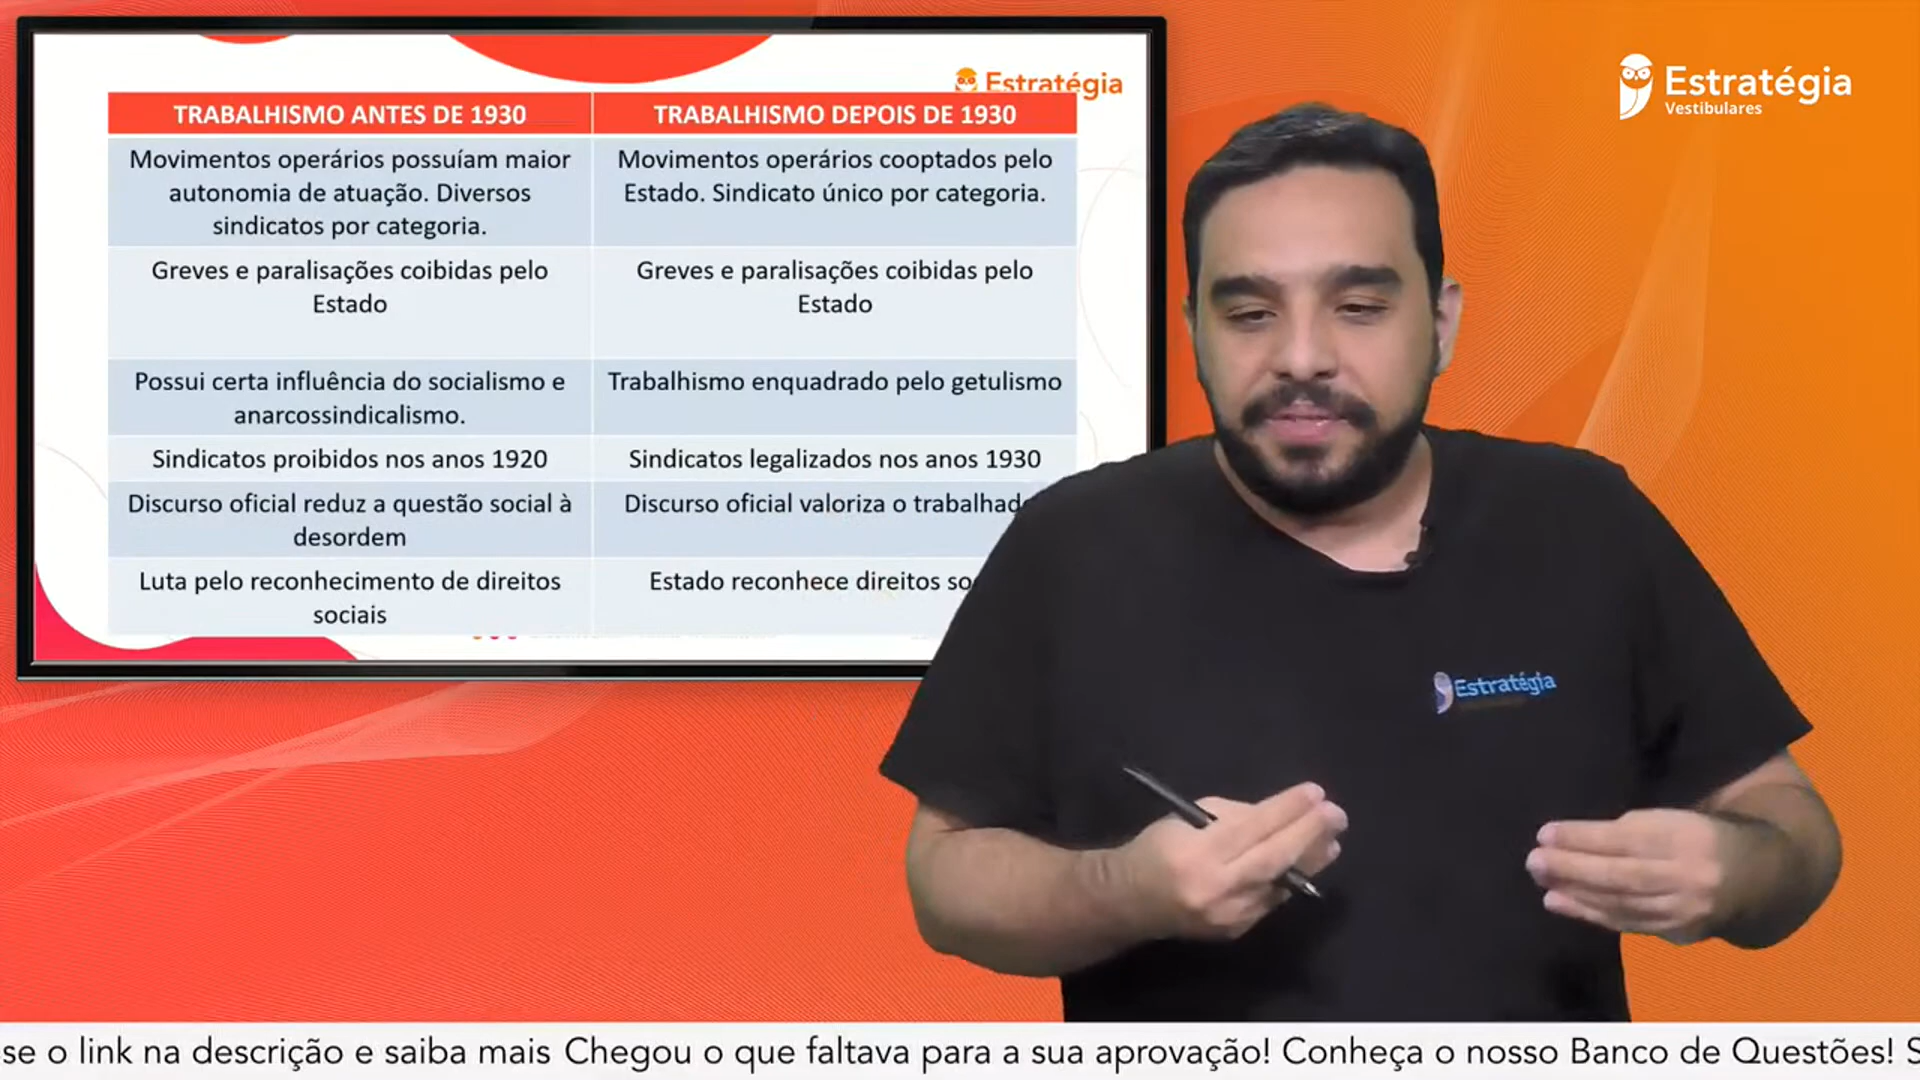 Estratégia
Estratégia
Vestibulares
TRABALHISMO ANTES DE 1930
TRABALHISMO DEPOIS DE 1930
Movimentos operários possuíam maior
autonomia de atuação. Diversos
sindicatos por categoria.
Movimentos operários cooptados pelo
Estado. Sindicato único por categoria.
Greves e paralisações coibidas pelo
Estado
Greves e paralisações coibidas pelo
Estado
Possui certa influência do socialismo e
anarcossindicalismo.
Trabalhismo enquadrado pelo getulismo
Sindicatos proibidos nos anos 1920
Sindicatos legalizados nos anos 1930
Discurso oficial reduz a questão social à
desordem
Discurso oficial valoriza o
Luta pelo reconhecimento de direitos
sociais
Estado reconhece direitos
Estratégia
se o link na descrição e saiba mais Chegou o que faltava para a sua aprovação! Conheça o nosso Banco de Questões! S